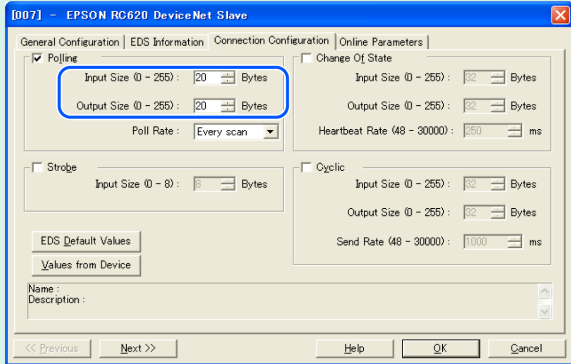 [007] - EPSON RC620 DeviceNet Slave
General Configuration EDS Information Connection Configuration Online Parameters
Polling
Input Size (0 - 255) : 20 Bytes
Output Size (0 - 255) : 20 Bytes
Poll Rate : Every scan
Change Of State
Input Size (0 - 255) : 32 Bytes
Output Size (0 - 255) : 32 Bytes
Heartbeat Rate (48 - 30000) : 250 ms
Strobe
Input Size (0 - 8) : 8 Bytes
Cyclic
Input Size (0 - 255) : 32 Bytes
Output Size (0 - 255) : 32 Bytes
Send Rate (48 - 30000) : 1000 ms
EDS Default Values
Values from Device
Name :
Description :
<< Previous Next >> Help OK Cancel